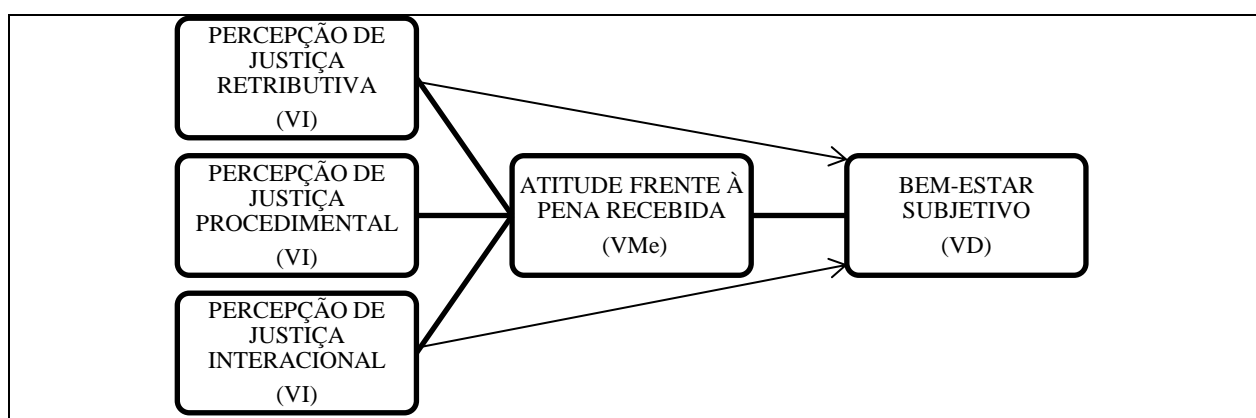 PERCEPÇÃO DE
JUSTIÇA
RETRIBUTIVA
(VI)
PERCEPÇÃO DE
JUSTIÇA
PROCEDIMENTAL
(VI)
PERCEPÇÃO DE
JUSTIÇA
INTERACIONAL
(VI)
ATITUDE FRENTE À
PENA RECEBIDA
(VMe)
BEM-ESTAR
SUBJETIVO
(VD)